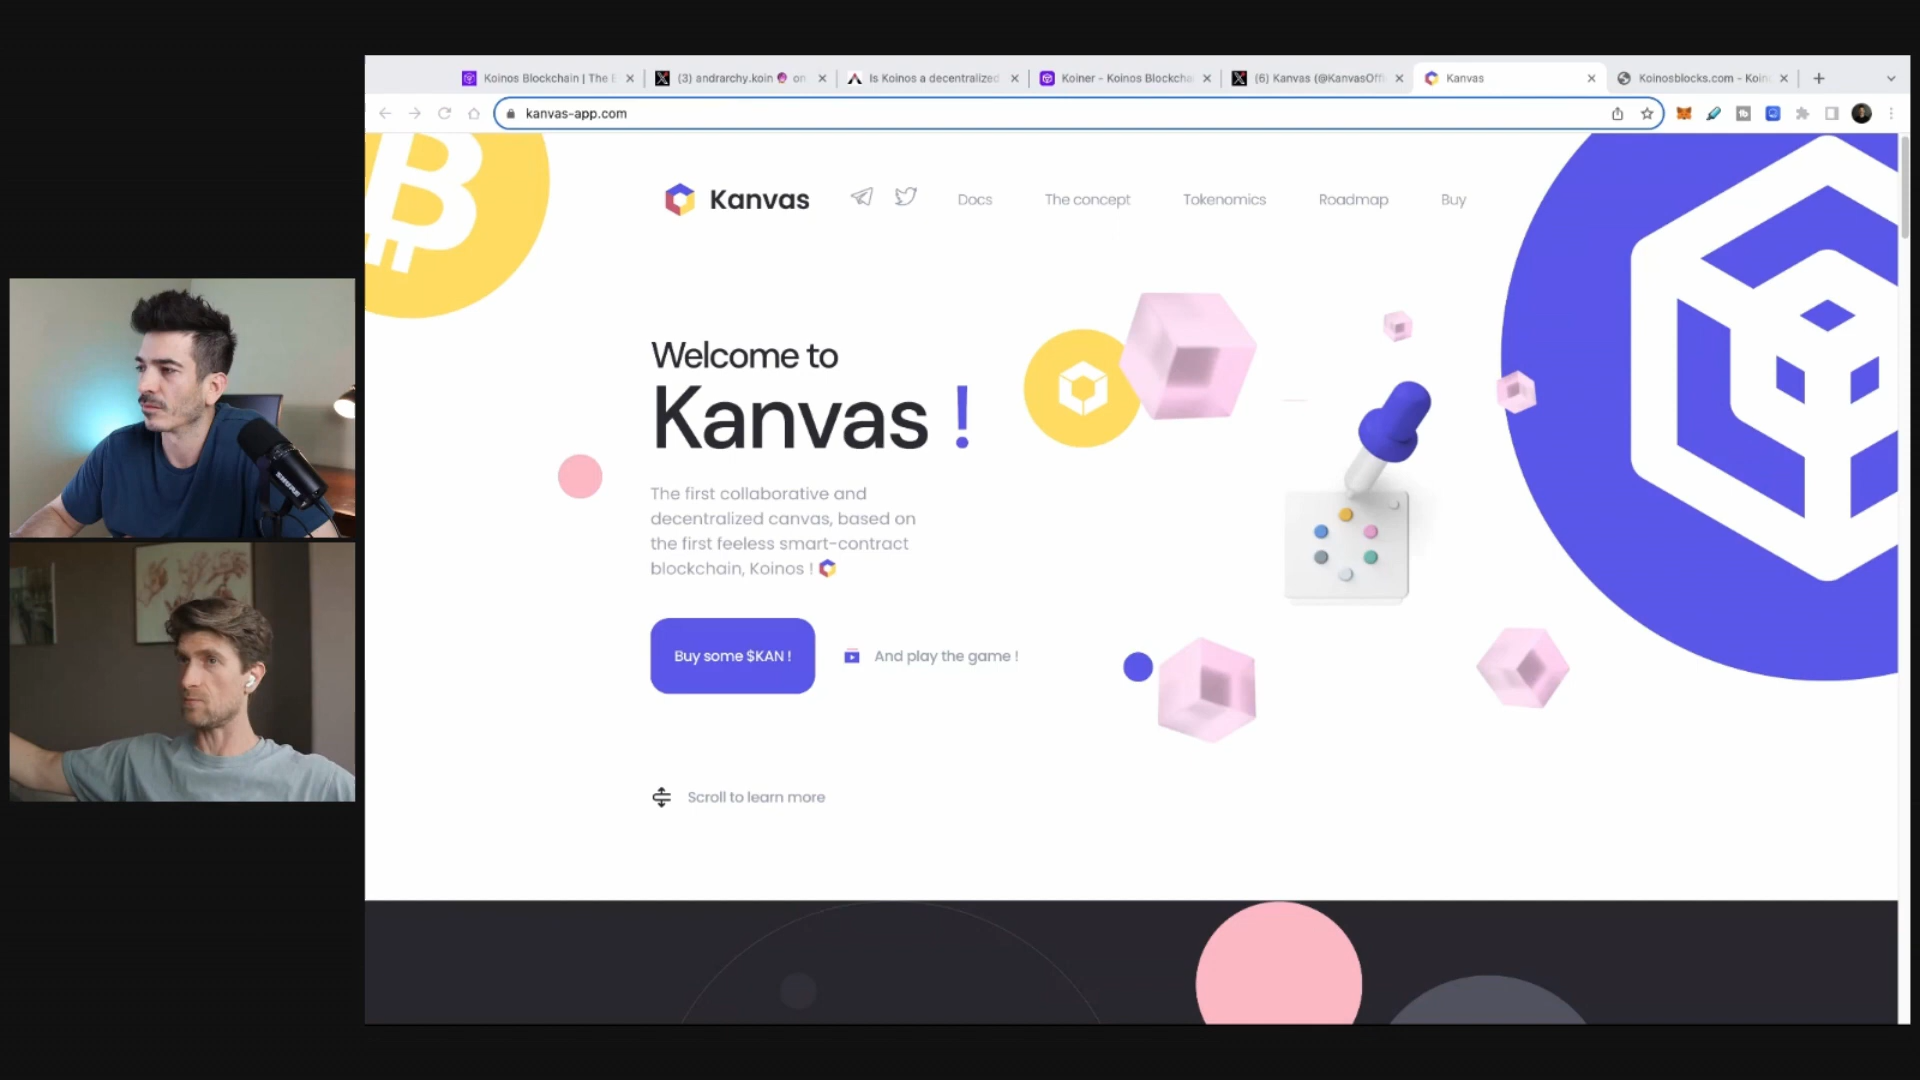 Koinos Blockchain | The
(3) andrarchy.koin on
Is Koinos a decentralized
Koiner - Koinos Blockcha
(6) Kanvas (@KanvasOffi
Kanvas
Koinosblocks.com - Koin
kanvas-app.com
Kanvas
Docs
The concept
Tokenomics
Roadmap
Buy
Welcome to
Kanvas !
The first collaborative and
decentralized canvas, based on
the first feeless smart-contract
blockchain, Koinos !
Buy some $KAN !
And play the game !
Scroll to learn more